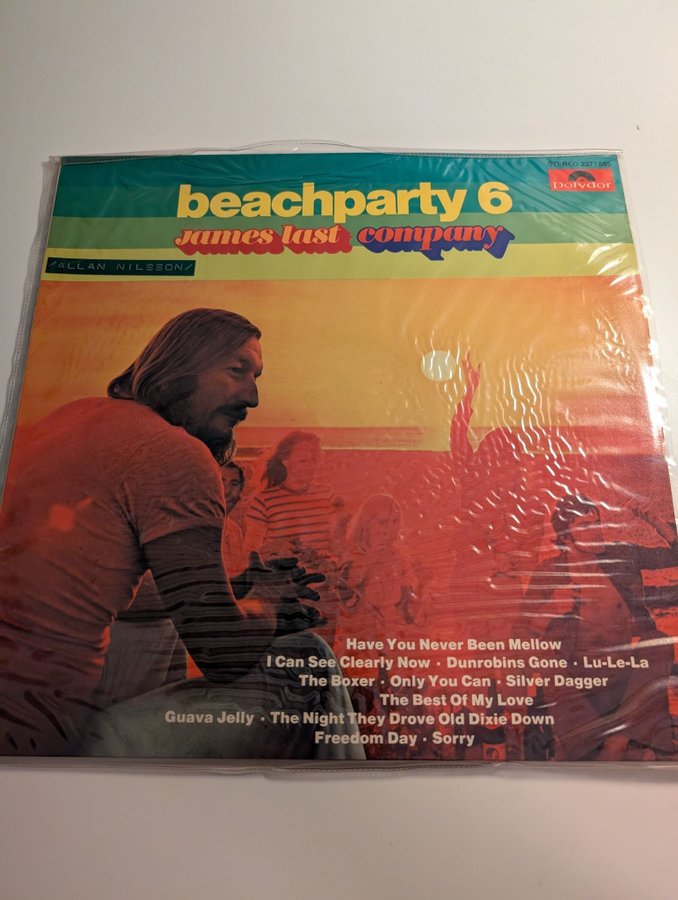 STEREO 2371 585
polydor
beachparty 6
james last company
/ALLAN NILSSON/
Have You Never Been Mellow
I Can See Clearly Now · Dunrobins Gone · Lu-Le-La
The Boxer · Only You Can · Silver Dagger
The Best Of My Love
Guava Jelly · The Night They Drove Old Dixie Down
Freedom Day · Sorry